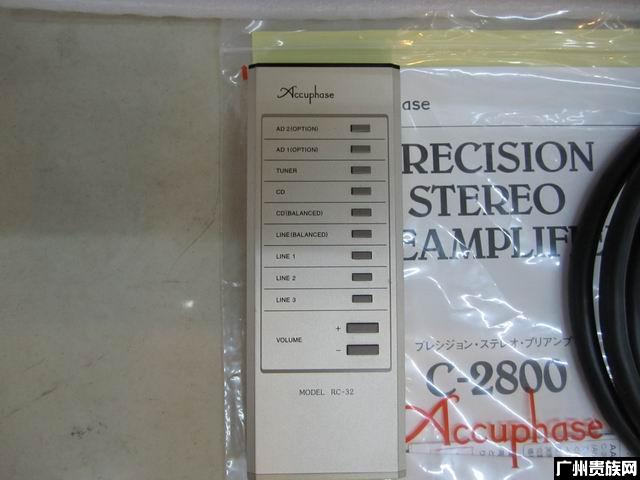 Accuphase
AD 2(OPTION)
AD 1(OPTION)
TUNER
CD
CD(BALANCED)
LINE(BALANCED)
LINE 1
LINE 2
LINE 3
VOLUME
+
−
MODEL RC-32
ase
RECISION
STEREO
EAMPLIFIE
プレシジョン・ステレオ・プリアンプ
C-2800
Accuphase
广州贵族网